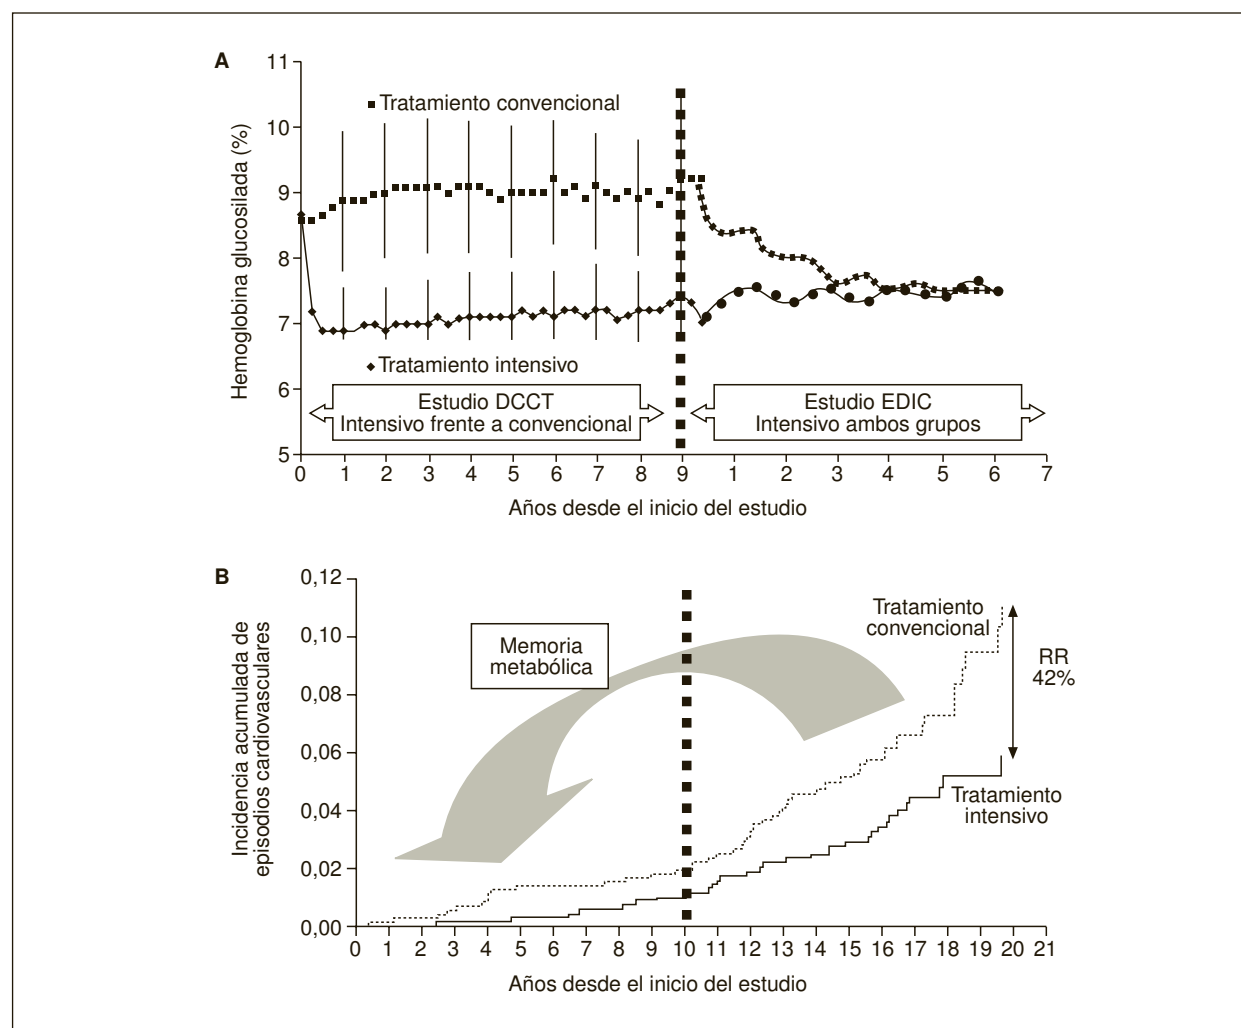 A
11
10
9
8
7
6
5
Hemoglobina glucosilada (%)
Tratamiento convencional
Tratamiento intensivo
Estudio DCCT
Intensivo frente a convencional
Estudio EDIC
Intensivo ambos grupos
0 1 2 3 4 5 6 7 8 9 1 2 3 4 5 6 7
Años desde el inicio del estudio
B
0,12
0,10
0,08
0,06
0,04
0,02
0,00
Incidencia acumulada de
episodios cardiovasculares
Memoria
metabólica
Tratamiento
convencional
RR
42%
Tratamiento
intensivo
0 1 2 3 4 5 6 7 8 9 10 11 12 13 14 15 16 17 18 19 20 21
Años desde el inicio del estudio